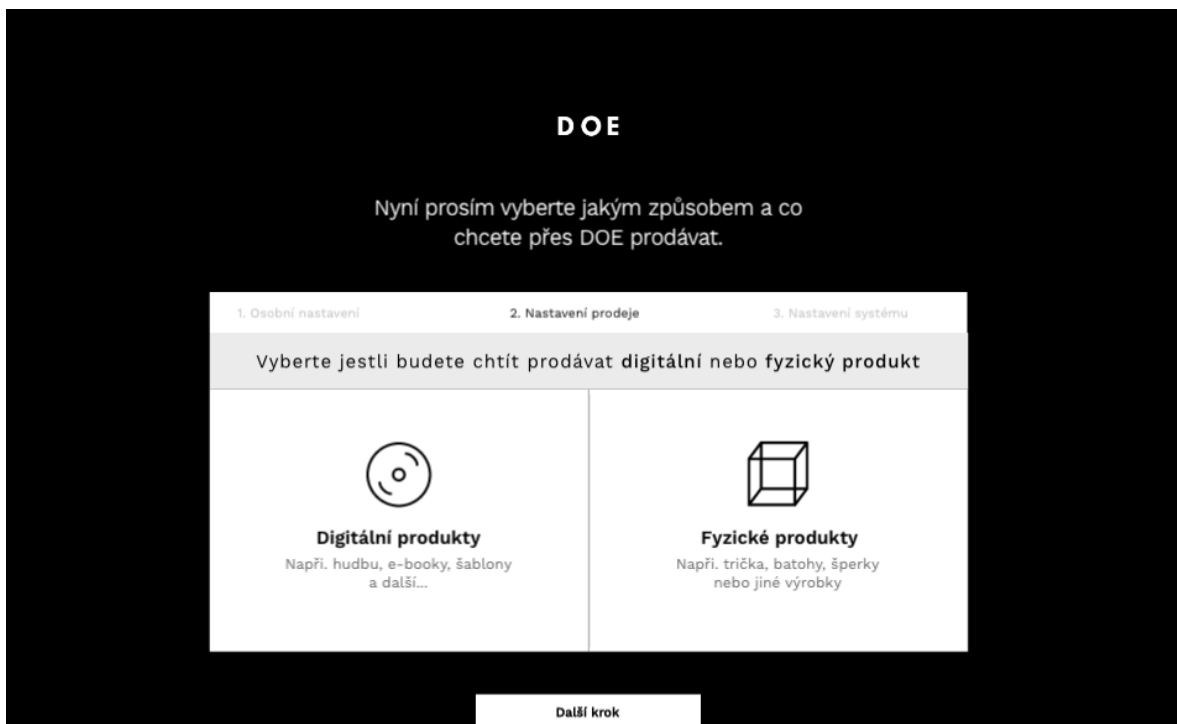 DOE
Nyní prosím vyberte jakým způsobem a co
chcete přes DOE prodávat.
1. Osobní nastavení
2. Nastavení prodeje
3. Nastavení systému
Vyberte jestli budete chtít prodávat digitální nebo fyzický produkt
Digitální produkty
Napři. hudbu, e-booky, šablony
a další...
Fyzické produkty
Napři. trička, batohy, šperky
nebo jiné výrobky
Další krok